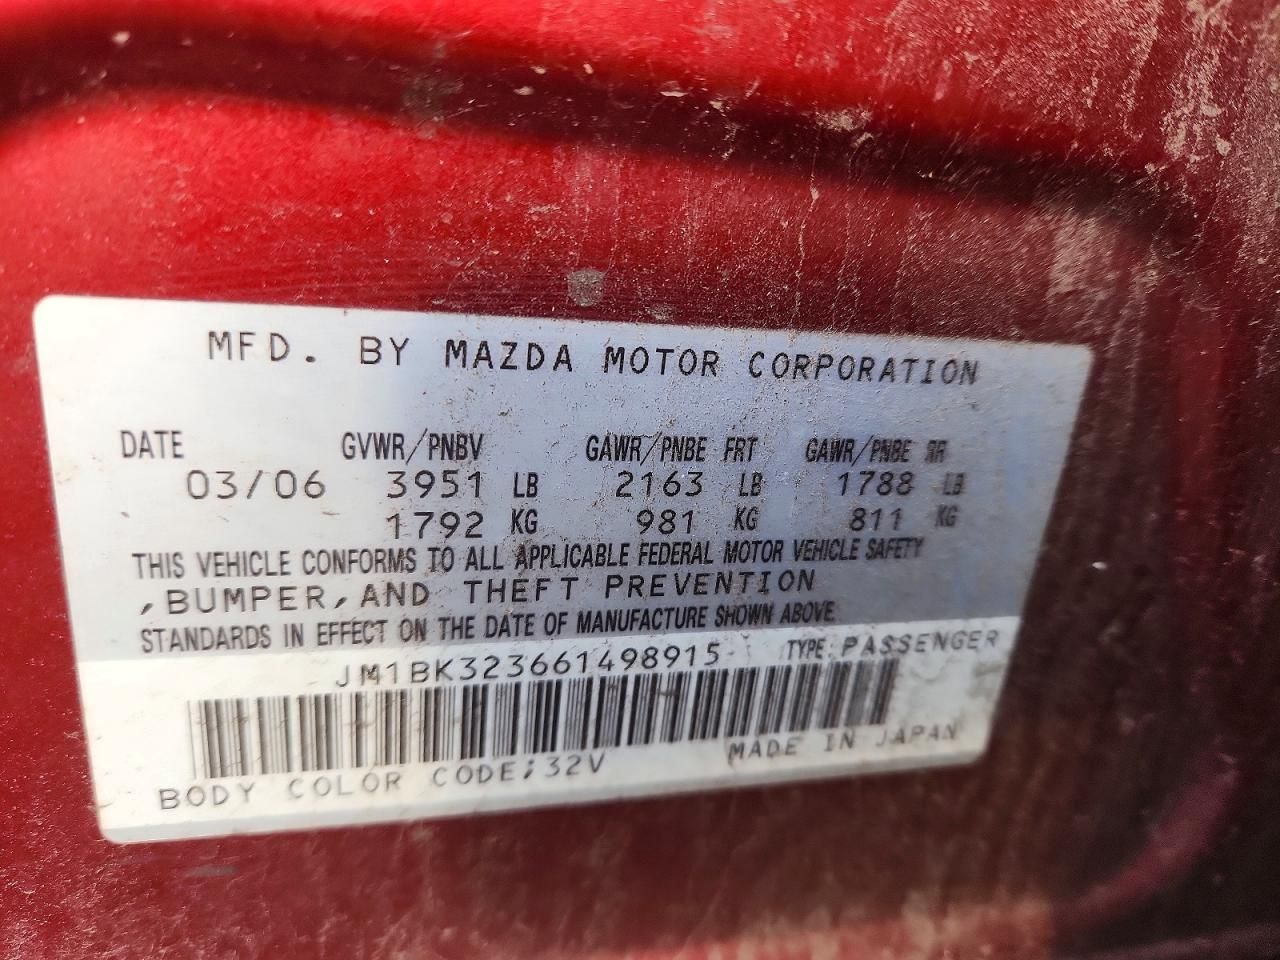 MFD. BY MAZDA MOTOR CORPORATION
DATE GVWR/PNBV GAWR/PNBE FRT GAWR/PNBE RR
03/06 3951 LB 2163 LB 1788 LB
1792 KG 981 KG 811 KG
THIS VEHICLE CONFORMS TO ALL APPLICABLE FEDERAL MOTOR VEHICLE SAFETY
,BUMPER,AND THEFT PREVENTION
STANDARDS IN EFFECT ON THE DATE OF MANUFACTURE SHOWN ABOVE.
JM1BK323661498915 TYPE: PASSENGER
MADE IN JAPAN
BODY COLOR CODE;32V